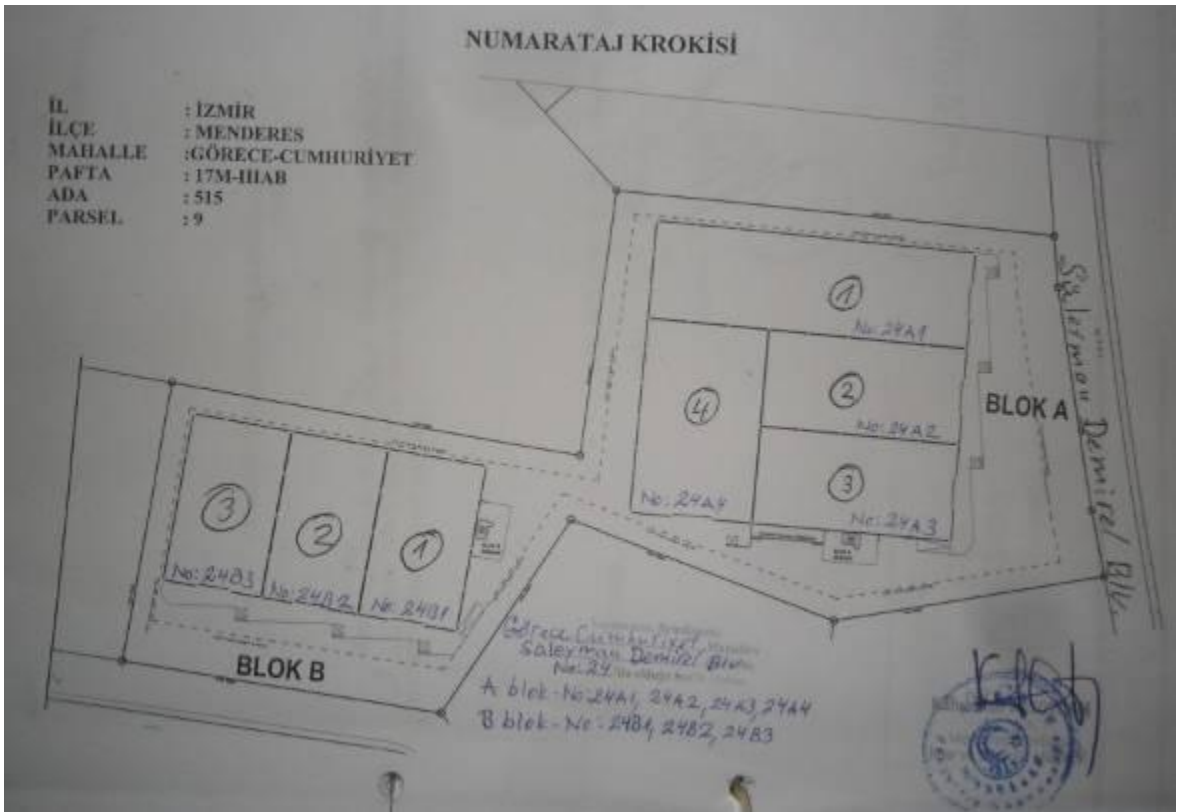 NUMARATAJ KROKİSİ
İL : İZMİR
İLÇE : MENDERES
MAHALLE :GÖRECE-CUMHURİYET
PAFTA : 17M-IIIAB
ADA : 515
PARSEL : 9
1
No: 24A1
2
No: 24A2
3
No: 24A3
4
No: 24A4
BLOK A
Süleyman Demirel Blv.
3
No: 24B3
2
No: 24B2
1
No: 24B1
BLOK B
Görece Cumhuriyet
Süleyman Demirel Blv.
No: 24
A blok-No:24A1, 24A2, 24A3, 24A4
B blok-No: 24B1, 24B2, 24B3